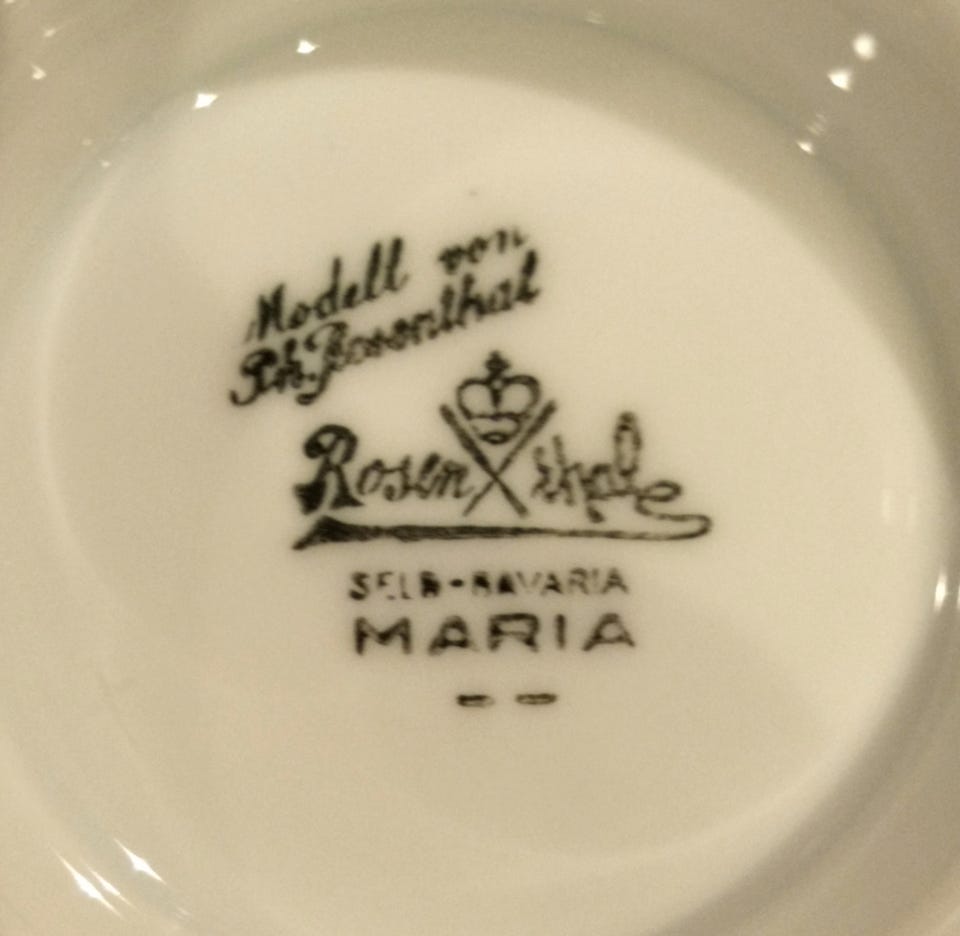 Modell von
Ph. Rosenthal
Rosenthal
SELB-BAVARIA
MARIA